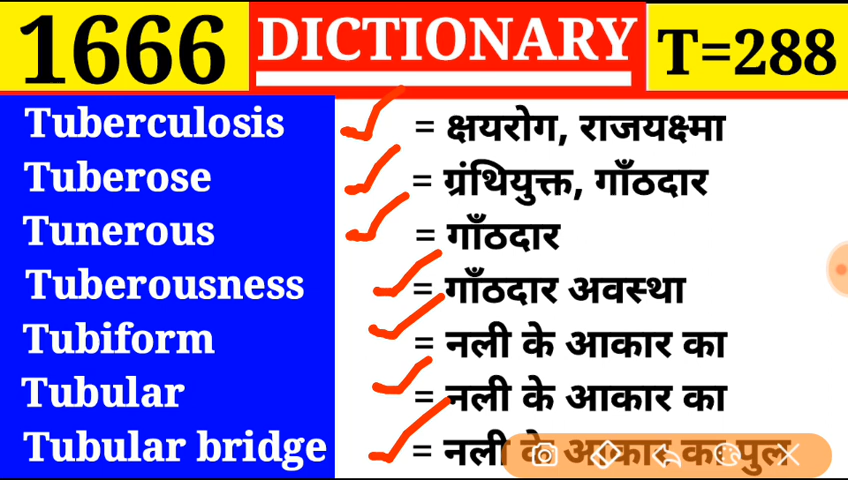 1666 DICTIONARY T=288
Tuberculosis = क्षयरोग, राजयक्ष्मा
Tuberose = ग्रंथियुक्त, गाँठदार
Tunerous = गाँठदार
Tuberousness = गाँठदार अवस्था
Tubiform = नली के आकार का
Tubular = नली के आकार का
Tubular bridge = नली के आकार का पुल